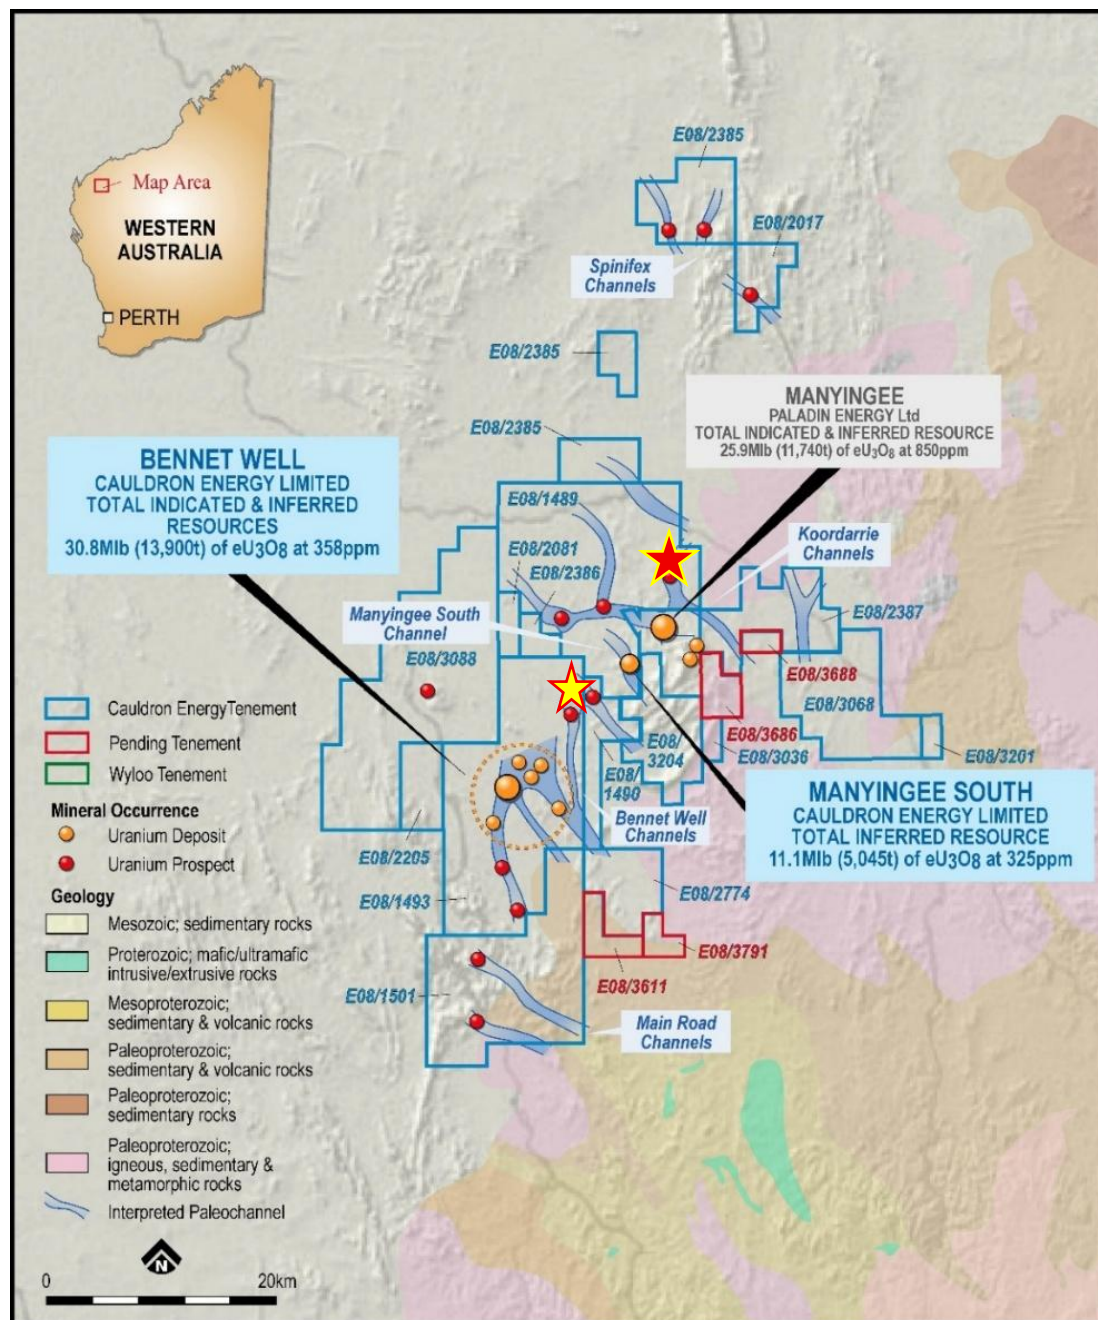 E08/2385
Map Area
WESTERN
AUSTRALIA
PERTH
E08/2017
Spinifex
Channels
E08/2385
MANYINGEE
PALADIN ENERGY Ltd
TOTAL INDICATED & INFERRED RESOURCE
25.9Mlb (11,740t) of eU3O8 at 850ppm
E08/2385
BENNET WELL
CAULDRON ENERGY LIMITED
TOTAL INDICATED & INFERRED
RESOURCES
30.8Mlb (13,900t) of eU3O8 at 358ppm
E08/1489
Koordarrie
Channels
E08/2081
E08/2386
Manyingee South
Channel
E08/2387
E08/3088
E08/3688
E08/3068
E08/3686
E08/3036
E08/3201
E08/
3204
E08/
1490
Cauldron EnergyTenement
Pending Tenement
Wyloo Tenement
Mineral Occurrence
Uranium Deposit
Uranium Prospect
MANYINGEE SOUTH
CAULDRON ENERGY LIMITED
TOTAL INFERRED RESOURCE
11.1Mlb (5,045t) of eU3O8 at 325ppm
Bennet Well
Channels
E08/2205
E08/1493
E08/2774
E08/3791
E08/3611
E08/1501
Main Road
Channels
Geology
Mesozoic; sedimentary rocks
Proterozoic; mafic/ultramafic
intrusive/extrusive rocks
Mesoproterozoic;
sedimentary & volcanic rocks
Paleoproterozoic;
sedimentary & volcanic rocks
Paleoproterozoic;
sedimentary rocks
Paleoproterozoic;
igneous, sedimentary &
metamorphic rocks
Interpreted Paleochannel
N
0 20km